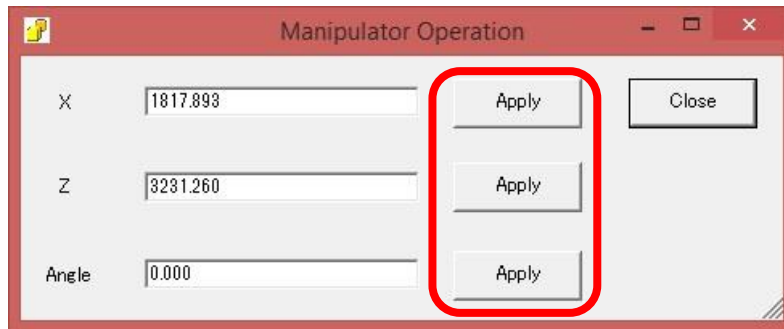 Manipulator Operation
X 1817.893 Apply Close
Z 3231.260 Apply
Angle 0.000 Apply